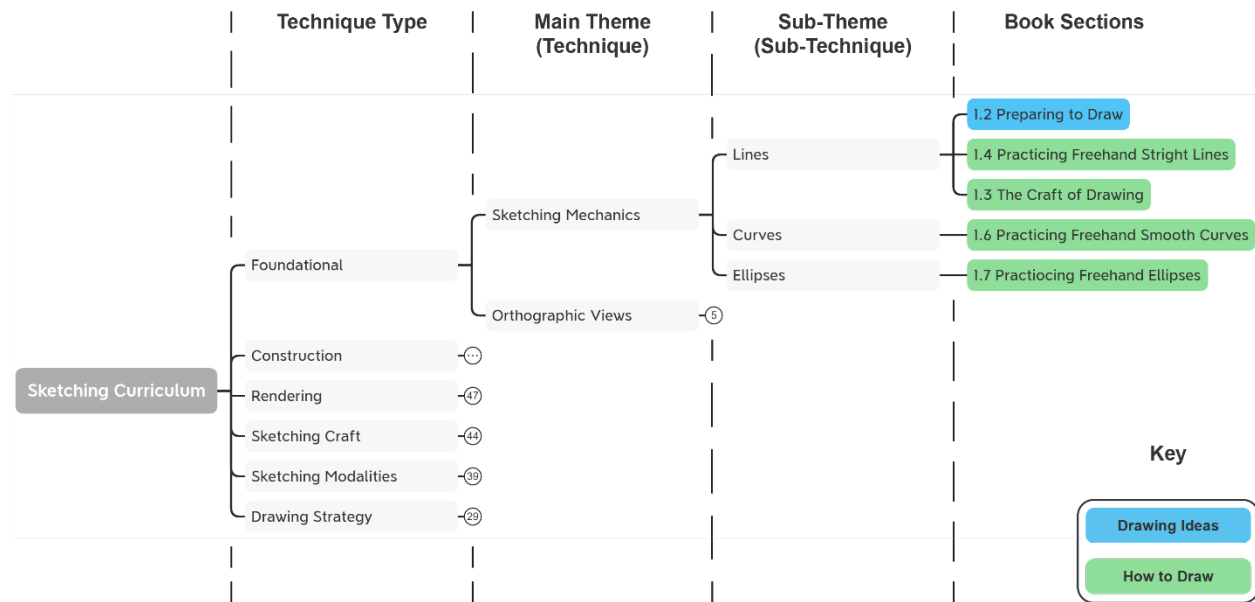 Technique Type
Main Theme
(Technique)
Sub-Theme
(Sub-Technique)
Book Sections
1.2 Preparing to Draw
Lines
1.4 Practicing Freehand Stright Lines
1.3 The Craft of Drawing
Sketching Mechanics
Curves
1.6 Practicing Freehand Smooth Curves
Foundational
Ellipses
1.7 Practiocing Freehand Ellipses
Orthographic Views
5
Construction
...
Sketching Curriculum
Rendering
47
Sketching Craft
44
Sketching Modalities
39
Drawing Strategy
29
Key
Drawing Ideas
How to Draw